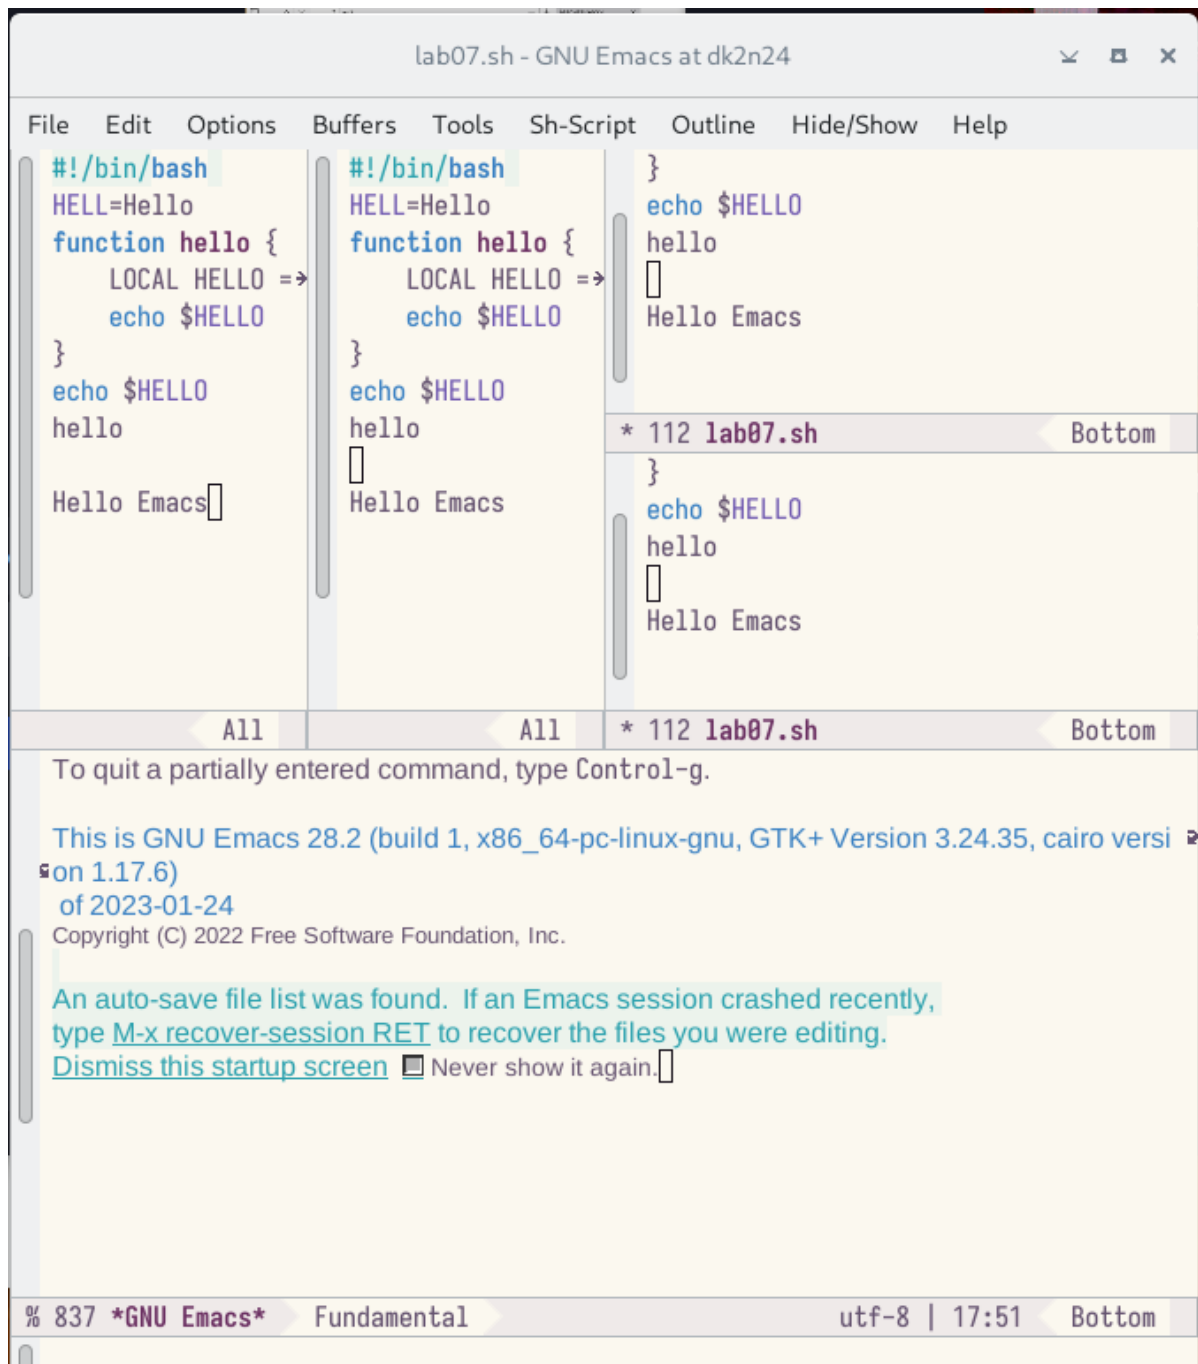 lab07.sh - GNU Emacs at dk2n24
File Edit Options Buffers Tools Sh-Script Outline Hide/Show Help
#!/bin/bash
HELL=Hello
function hello {
LOCAL HELLO =
echo $HELLO
}
echo $HELLO
hello
Hello Emacs
All
#!/bin/bash
HELL=Hello
function hello {
LOCAL HELLO =
echo $HELLO
}
echo $HELLO
hello
Hello Emacs
All
}
echo $HELLO
hello
Hello Emacs
* 112 lab07.sh Bottom
}
echo $HELLO
hello
Hello Emacs
* 112 lab07.sh Bottom
To quit a partially entered command, type Control-g.
This is GNU Emacs 28.2 (build 1, x86_64-pc-linux-gnu, GTK+ Version 3.24.35, cairo versi
on 1.17.6)
of 2023-01-24
Copyright (C) 2022 Free Software Foundation, Inc.
An auto-save file list was found.  If an Emacs session crashed recently,
type M-x recover-session RET to recover the files you were editing.
Dismiss this startup screen Never show it again.
% 837 *GNU Emacs* Fundamental utf-8 | 17:51 Bottom